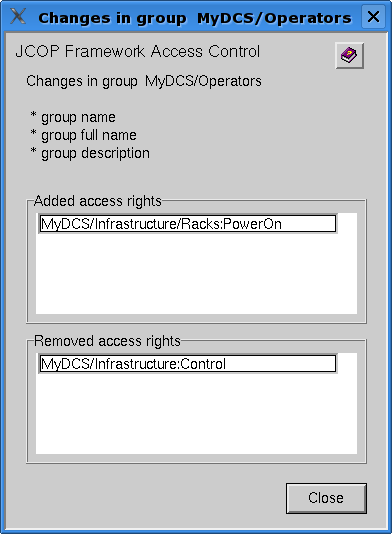 Changes in group MyDCS/Operators
JCOP Framework Access Control
Changes in group MyDCS/Operators
* group name
* group full name
* group description
Added access rights
MyDCS/Infrastructure/Racks:PowerOn
Removed access rights
MyDCS/Infrastructure:Control
Close